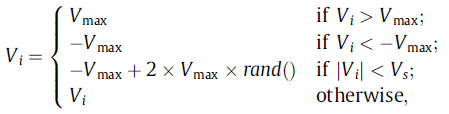 V_max if V_i > V_max;
−V_max if V_i < −V_max;
V_i = { −V_max + 2 × V_max × rand() if |V_i| < V_s;
V_i otherwise,